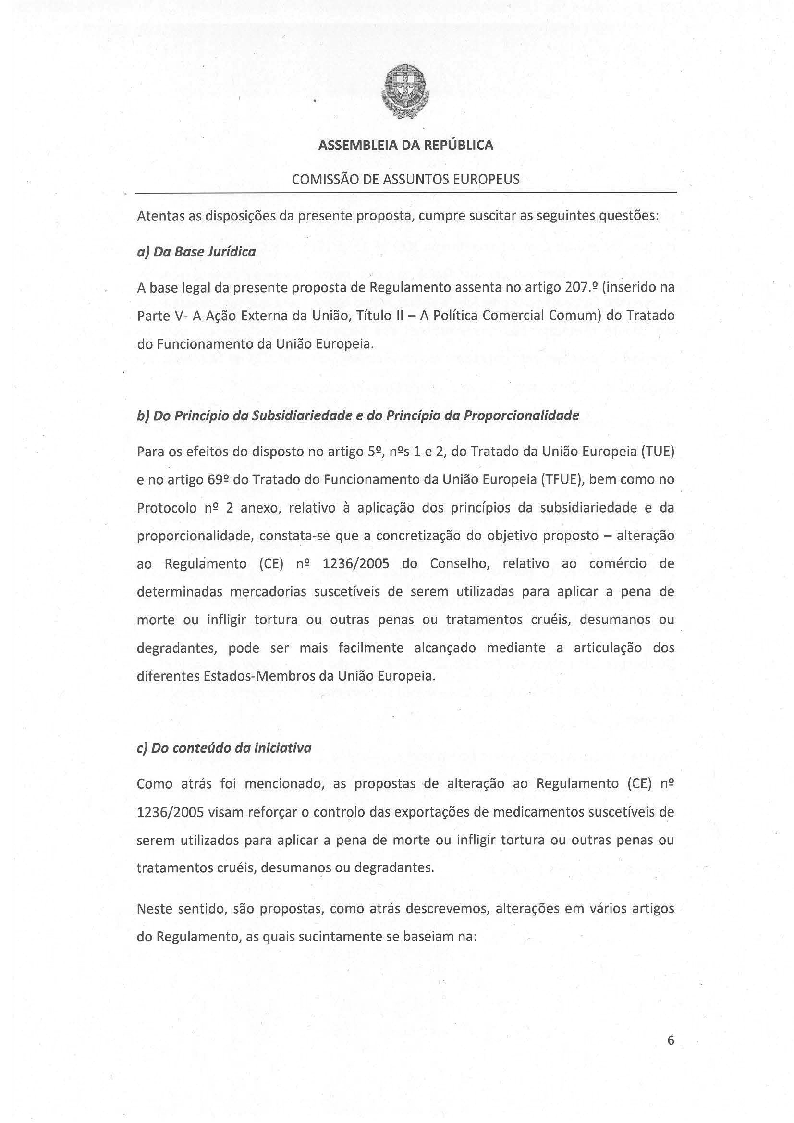 ASSEMBLEIA DA REPÚBLICA
COMISSÃO DE ASSUNTOS EUROPEUS
Atentas as disposições da presente proposta, cumpre suscitar as seguintes questões:
a) Da Base Jurídica
A base legal da presente proposta de Regulamento assenta no artigo 207.º (inserido na
Parte V- A Ação Externa da União, Título II – A Política Comercial Comum) do Tratado
do Funcionamento da União Europeia.
b) Do Princípio da Subsidiariedade e do Princípio da Proporcionalidade
Para os efeitos do disposto no artigo 5º, nºs 1 e 2, do Tratado da União Europeia (TUE)
e no artigo 69º do Tratado do Funcionamento da União Europeia (TFUE), bem como no
Protocolo nº 2 anexo, relativo à aplicação dos princípios da subsidiariedade e da
proporcionalidade, constata-se que a concretização do objetivo proposto – alteração
ao Regulamento (CE) nº 1236/2005 do Conselho, relativo ao comércio de
determinadas mercadorias suscetíveis de serem utilizadas para aplicar a pena de
morte ou infligir tortura ou outras penas ou tratamentos cruéis, desumanos ou
degradantes, pode ser mais facilmente alcançado mediante a articulação dos
diferentes Estados-Membros da União Europeia.
c) Do conteúdo da iniciativa
Como atrás foi mencionado, as propostas de alteração ao Regulamento (CE) nº
1236/2005 visam reforçar o controlo das exportações de medicamentos suscetíveis de
serem utilizados para aplicar a pena de morte ou infligir tortura ou outras penas ou
tratamentos cruéis, desumanos ou degradantes.
Neste sentido, são propostas, como atrás descrevemos, alterações em vários artigos
do Regulamento, as quais sucintamente se baseiam na:
6